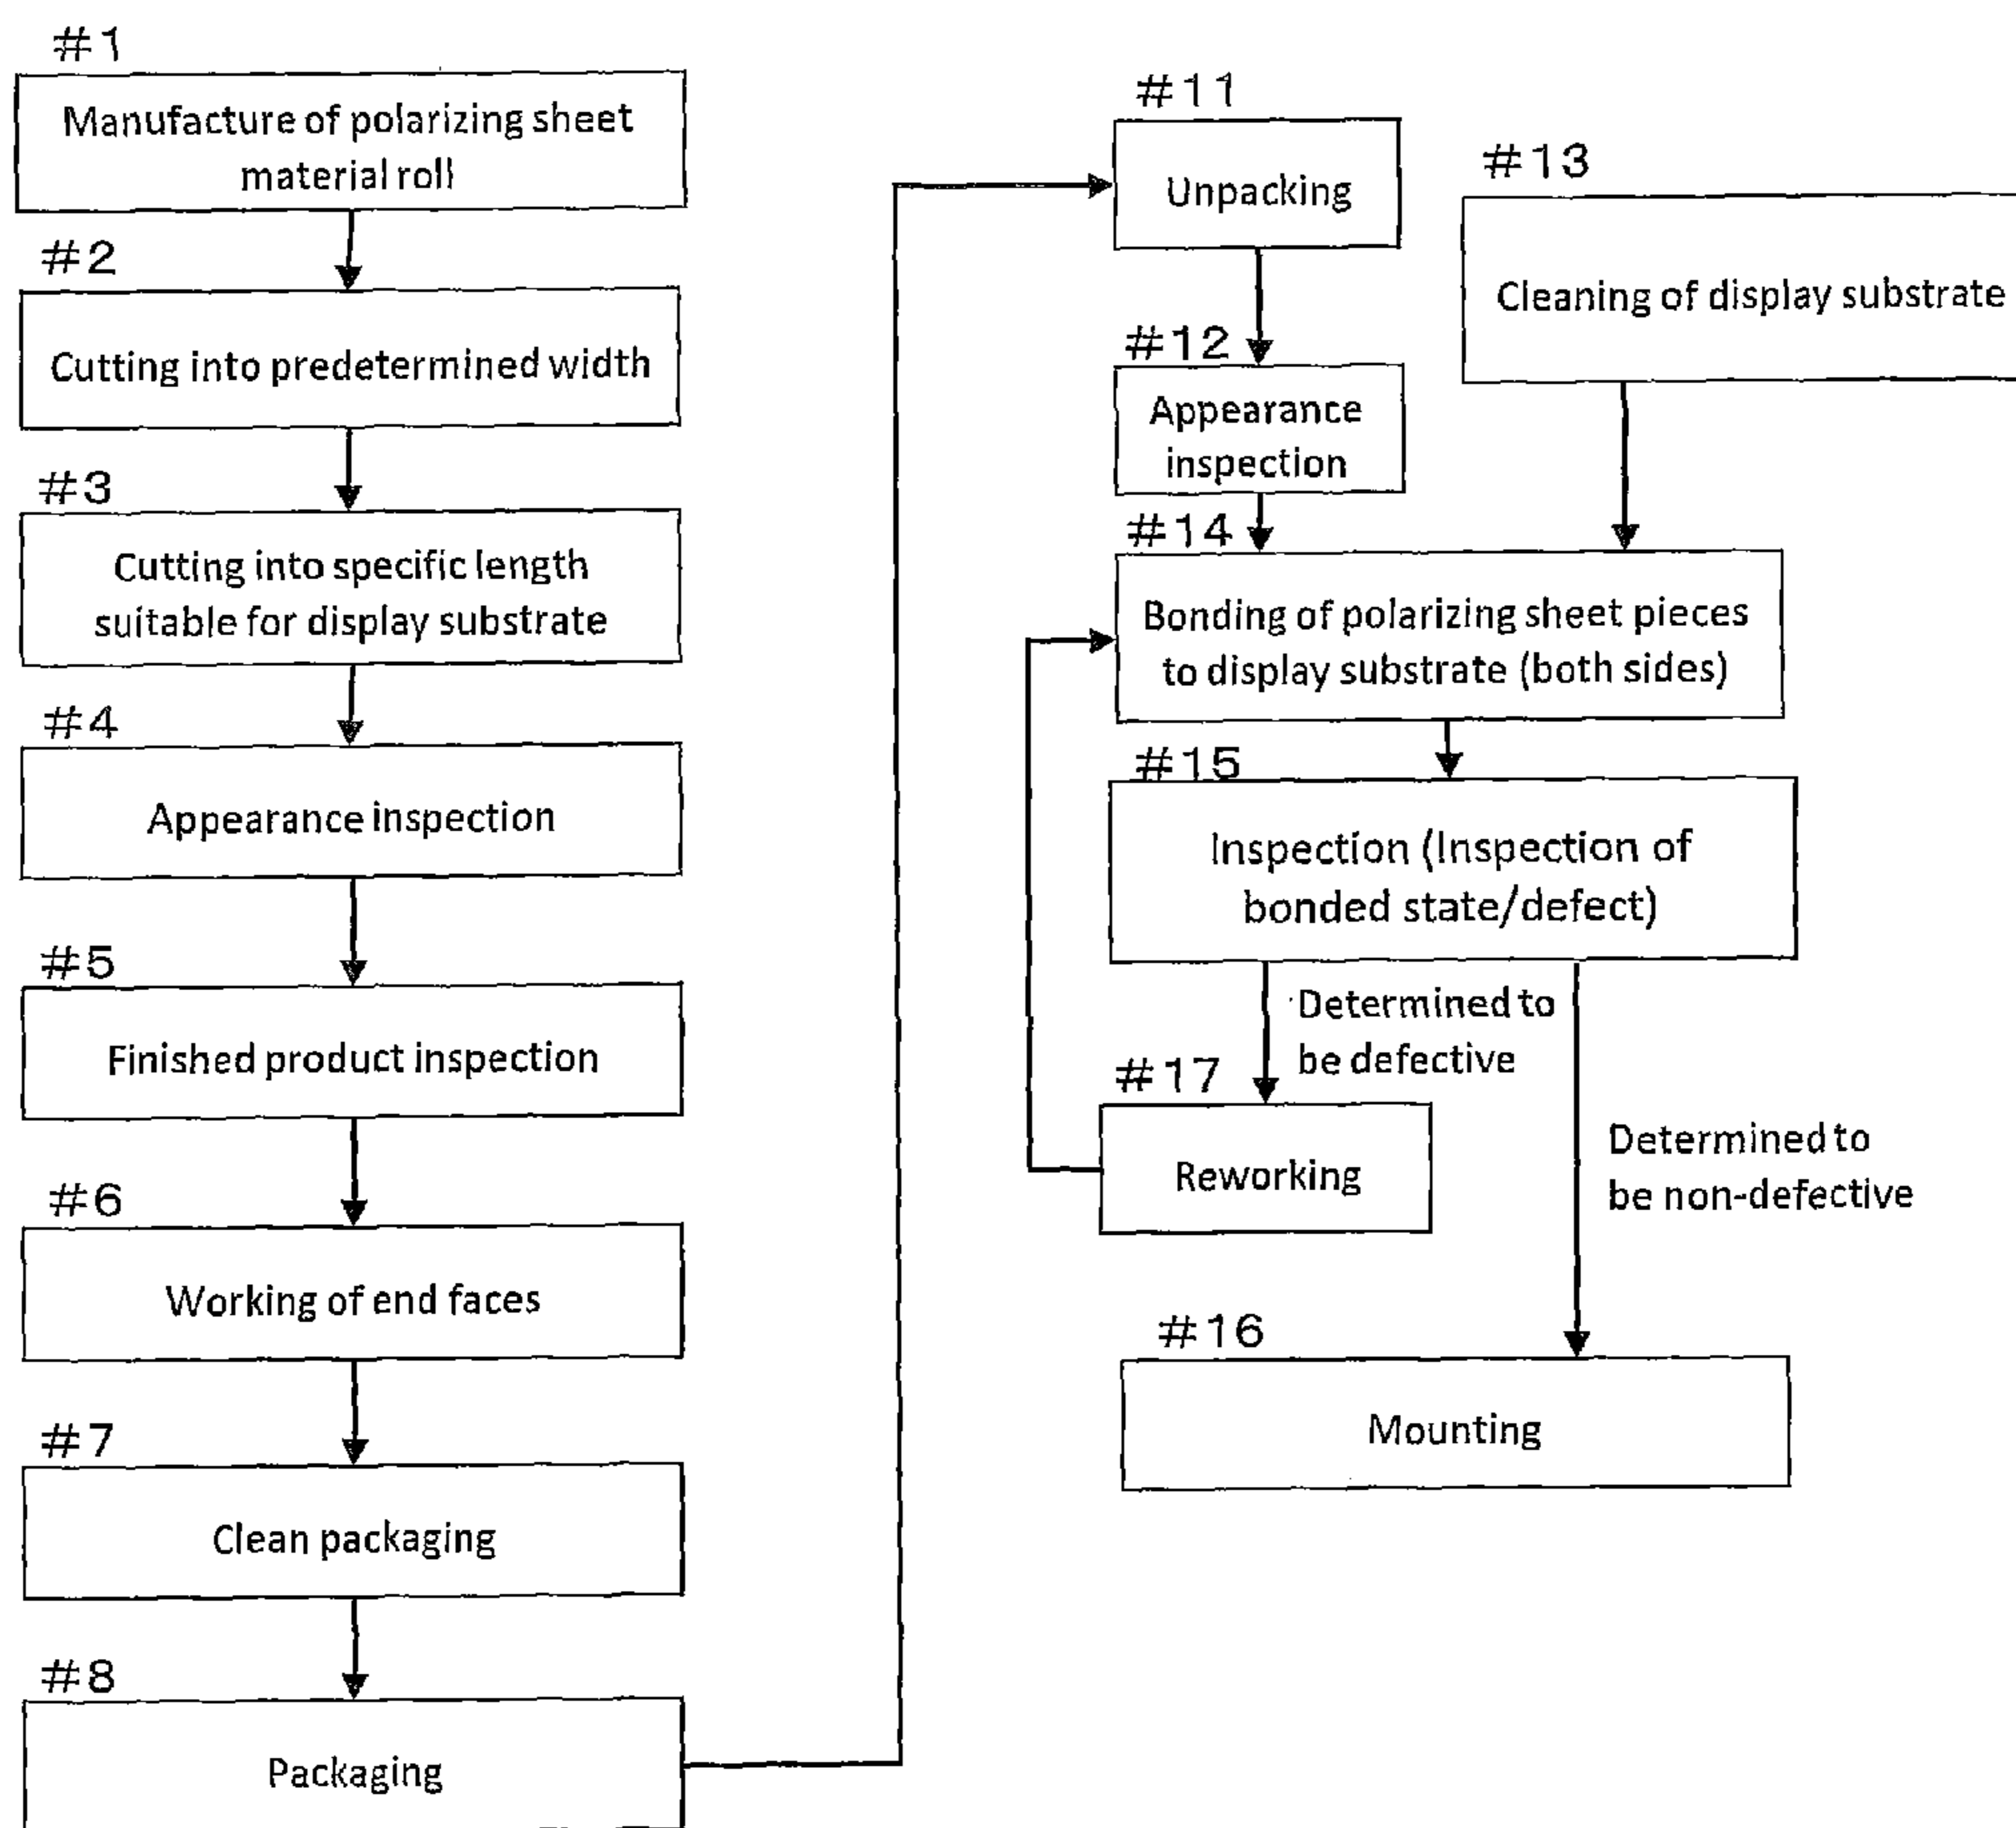 #1
Manufacture of polarizing sheet
material roll
#2
Cutting into predetermined width
#3
Cutting into specific length
suitable for display substrate
#4
Appearance inspection
#5
Finished product inspection
#6
Working of end faces
#7
Clean packaging
#8
Packaging
#11
Unpacking
#12
Appearance
inspection
#13
Cleaning of display substrate
#14
Bonding of polarizing sheet pieces
to display substrate (both sides)
#15
Inspection (Inspection of
bonded state/defect)
Determined to
be defective
#17
Reworking
Determined to
be non-defective
#16
Mounting